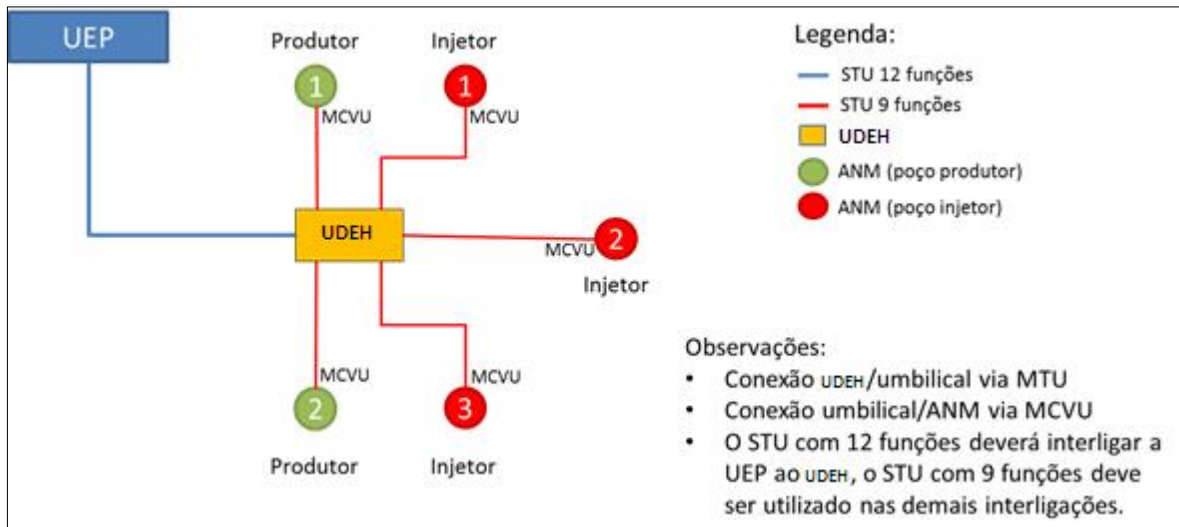 UEP
Produtor
Injetor
1
1
MCVU
MCVU
UDEH
MCVU
2
Injetor
MCVU
MCVU
2
3
Produtor
Injetor
Legenda:
STU 12 funções
STU 9 funções
UDEH
ANM (poço produtor)
ANM (poço injetor)
Observações:
• Conexão UDEH/umbilical via MTU
• Conexão umbilical/ANM via MCVU
• O STU com 12 funções deverá interligar a
UEP ao UDEH, o STU com 9 funções deve
ser utilizado nas demais interligações.